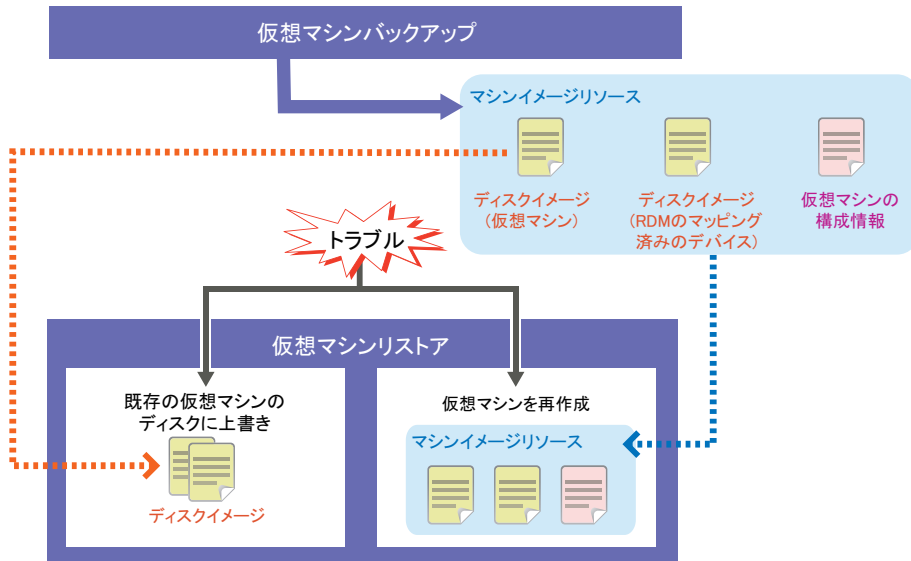 仮想マシンバックアップ
マシンイメージリソース
ディスクイメージ
(仮想マシン)
ディスクイメージ
(RDMのマッピング
済みのデバイス)
仮想マシンの
構成情報
トラブル
仮想マシンリストア
既存の仮想マシンの
ディスクに上書き
ディスクイメージ
仮想マシンを再作成
マシンイメージリソース